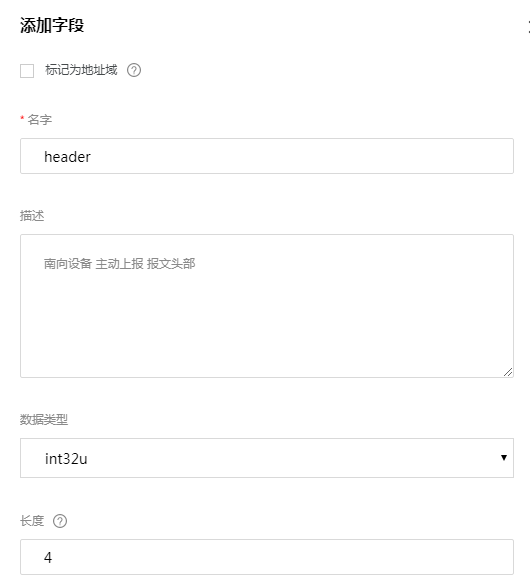 添加字段
标记为地址域
* 名字
header
描述
南向设备 主动上报 报文头部
数据类型
int32u
长度
4